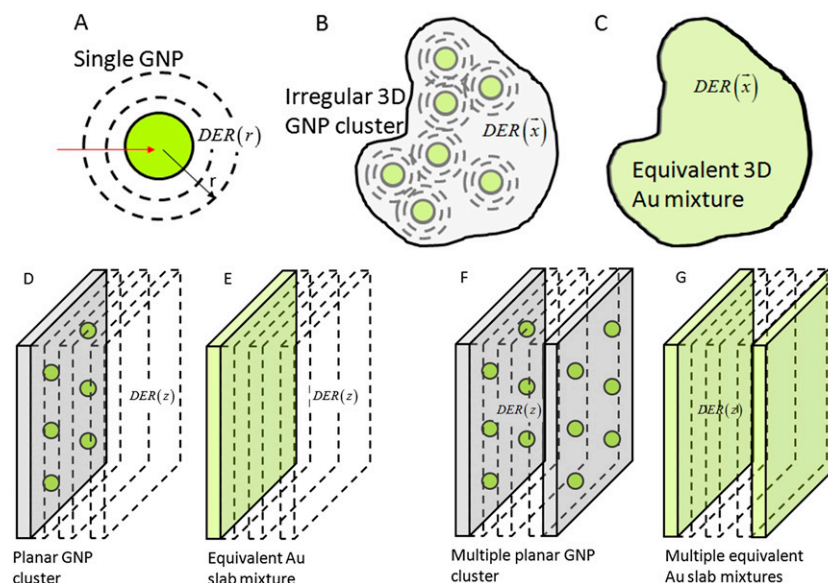 A
Single GNP
DER(r)
r
B
Irregular 3D
GNP cluster
DER(x⃗)
C
DER(x⃗)
Equivalent 3D
Au mixture
D
DER(z)
Planar GNP
cluster
E
DER(z)
Equivalent Au
slab mixture
F
DER(z)
Multiple planar GNP
cluster
G
DER(z)
Multiple equivalent
Au slab mixtures